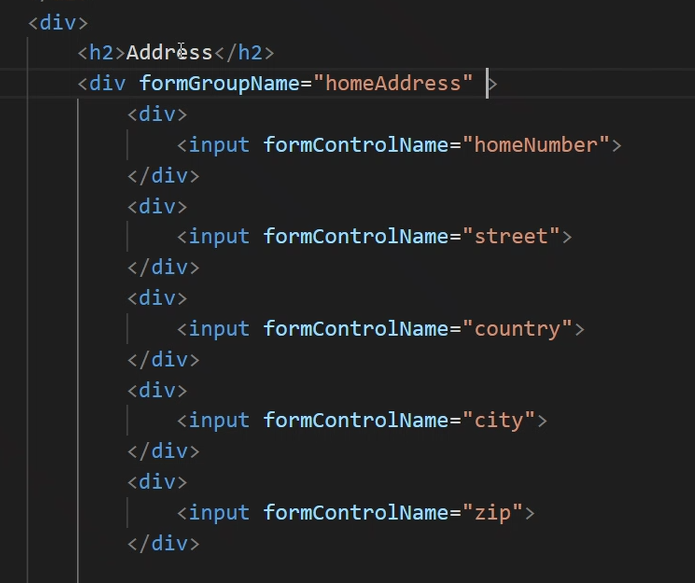 <div>
<h2>Address</h2>
<div formGroupName="homeAddress" >
<div>
<input formControlName="homeNumber">
</div>
<div>
<input formControlName="street">
</div>
<div>
<input formControlName="country">
</div>
<div>
<input formControlName="city">
</div>
<div>
<input formControlName="zip">
</div>